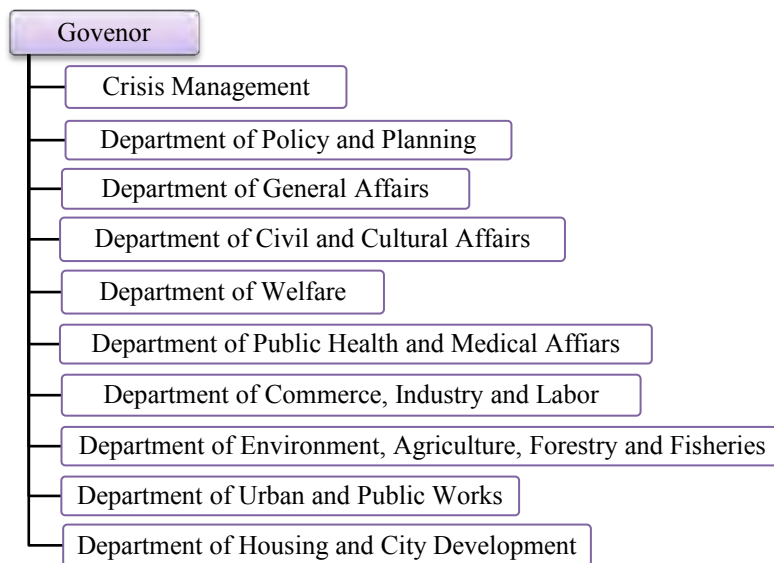 Govenor
Crisis Management
Department of Policy and Planning
Department of General Affairs
Department of Civil and Cultural Affairs
Department of Welfare
Department of Public Health and Medical Affiars
Department of Commerce, Industry and Labor
Department of Environment, Agriculture, Forestry and Fisheries
Department of Urban and Public Works
Department of Housing and City Development